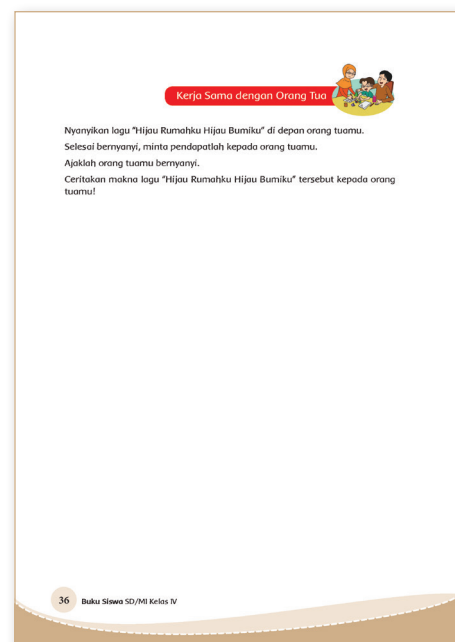 Kerja Sama dengan Orang Tua
Nyanyikan lagu "Hijau Rumahku Hijau Bumiku" di depan orang tuamu.
Selesai bernyanyi, minta pendapatlah kepada orang tuamu.
Ajaklah orang tuamu bernyanyi.
Ceritakan makna lagu "Hijau Rumahku Hijau Bumiku" tersebut kepada orang
tuamu!
36 Buku Siswa SD/MI Kelas IV